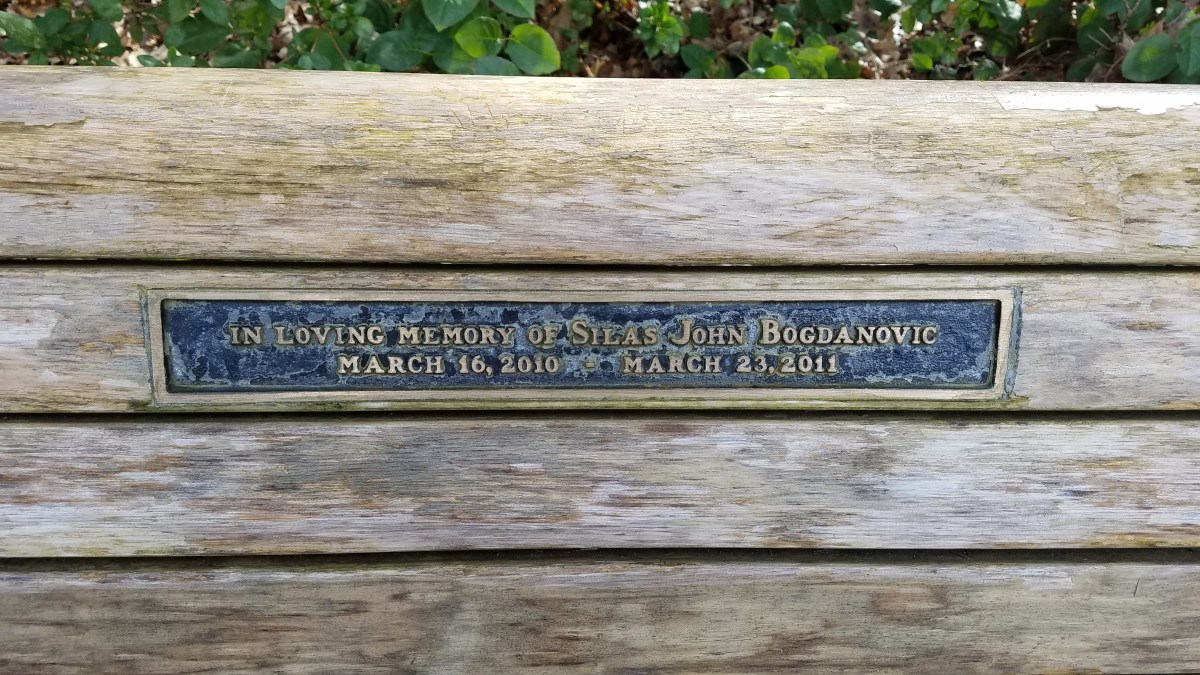 IN LOVING MEMORY OF SILAS JOHN BOGDANOVIC
MARCH 16, 2010 - MARCH 23, 2011